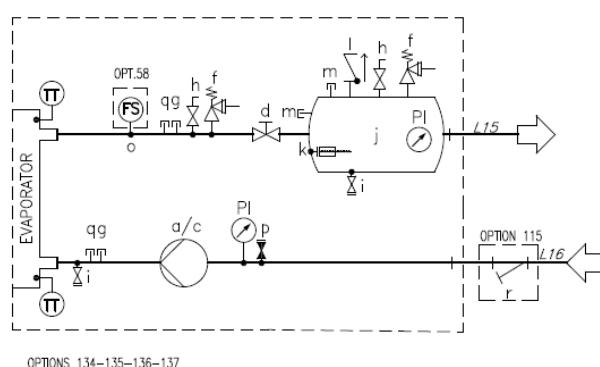 TT
OPT.58
FS
o
qg
h
f
d
m
m
l
h
f
k
j
PI
i
L15
EVAPORATOR
qg
i
a/c
PI
p
OPTION 115
L16
r
TT
OPTIONS 134-135-136-137